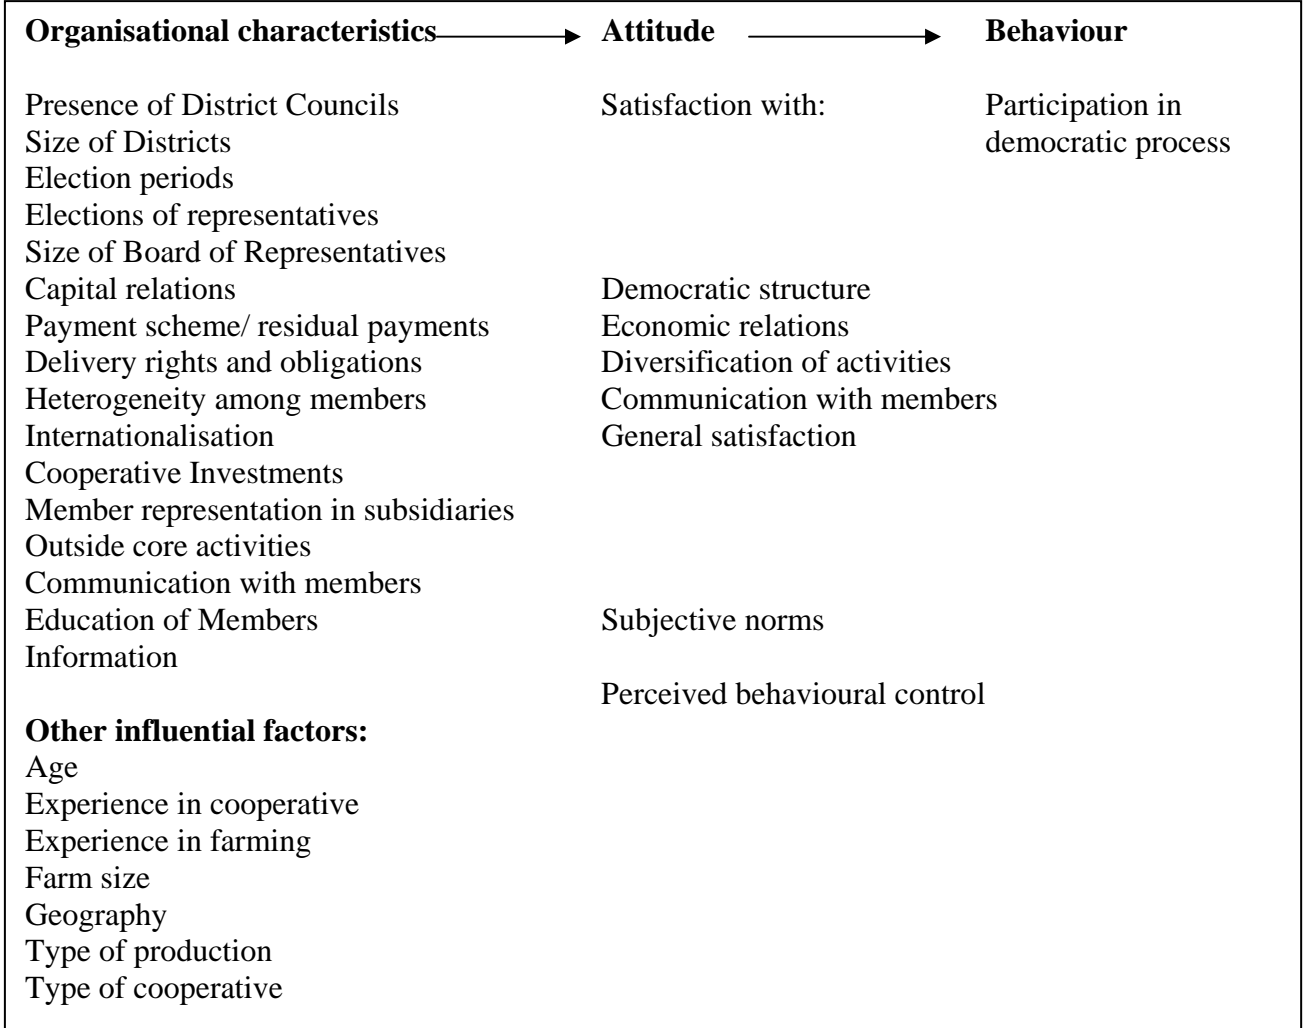 Organisational characteristics Attitude Behaviour
Presence of District Councils Satisfaction with: Participation in
Size of Districts democratic process
Election periods
Elections of representatives
Size of Board of Representatives
Capital relations Democratic structure
Payment scheme/ residual payments Economic relations
Delivery rights and obligations Diversification of activities
Heterogeneity among members Communication with members
Internationalisation General satisfaction
Cooperative Investments
Member representation in subsidiaries
Outside core activities
Communication with members
Education of Members Subjective norms
Information
Perceived behavioural control
Other influential factors:
Age
Experience in cooperative
Experience in farming
Farm size
Geography
Type of production
Type of cooperative